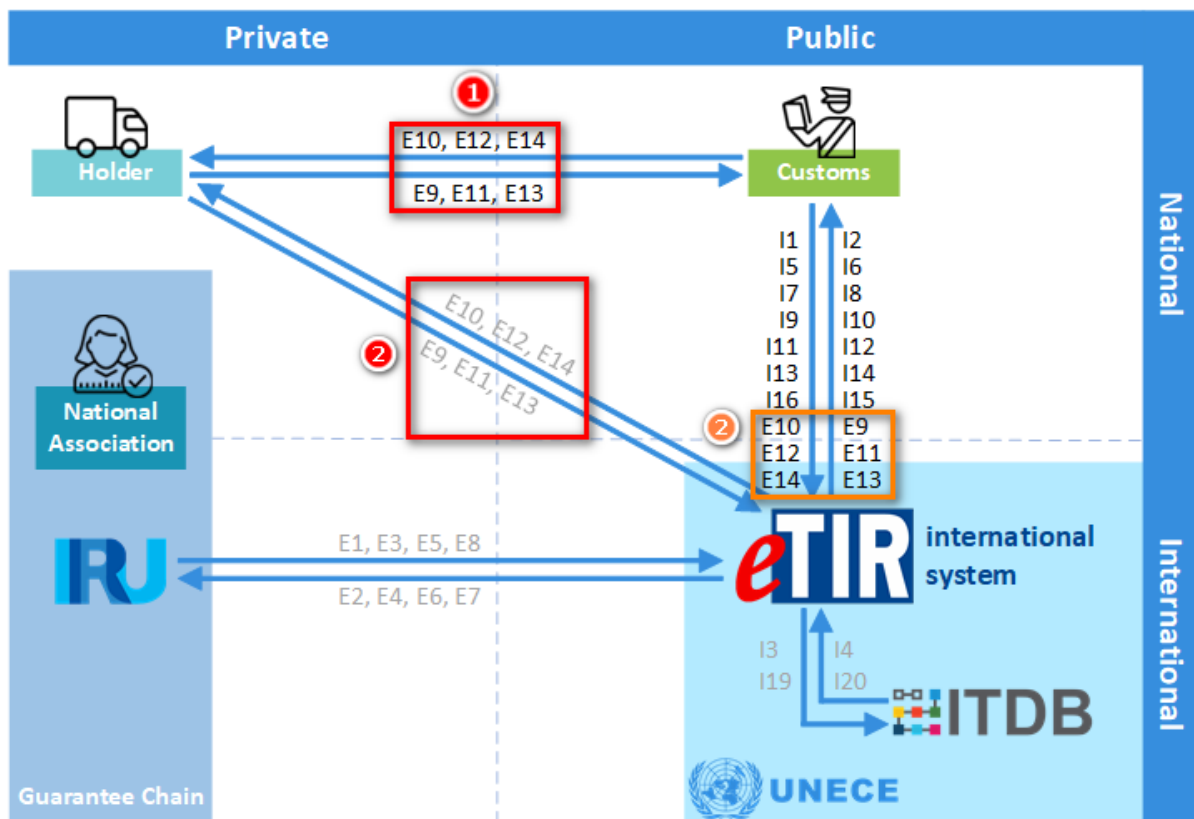 Private
Public
1
E10, E12, E14
Holder
Customs
E9, E11, E13
National
I1
I2
I5
I6
I7
I8
I9
I10
I11
I12
I13
I14
I16
I15
E10
E9
E12
E11
E14
E13
2
E10, E12, E14
E9, E11, E13
2
National
Association
IRU
E1, E3, E5, E8
E2, E4, E6, E7
eTIR
international
system
International
I3
I4
I19
I20
ITDB
Guarantee Chain
UNECE